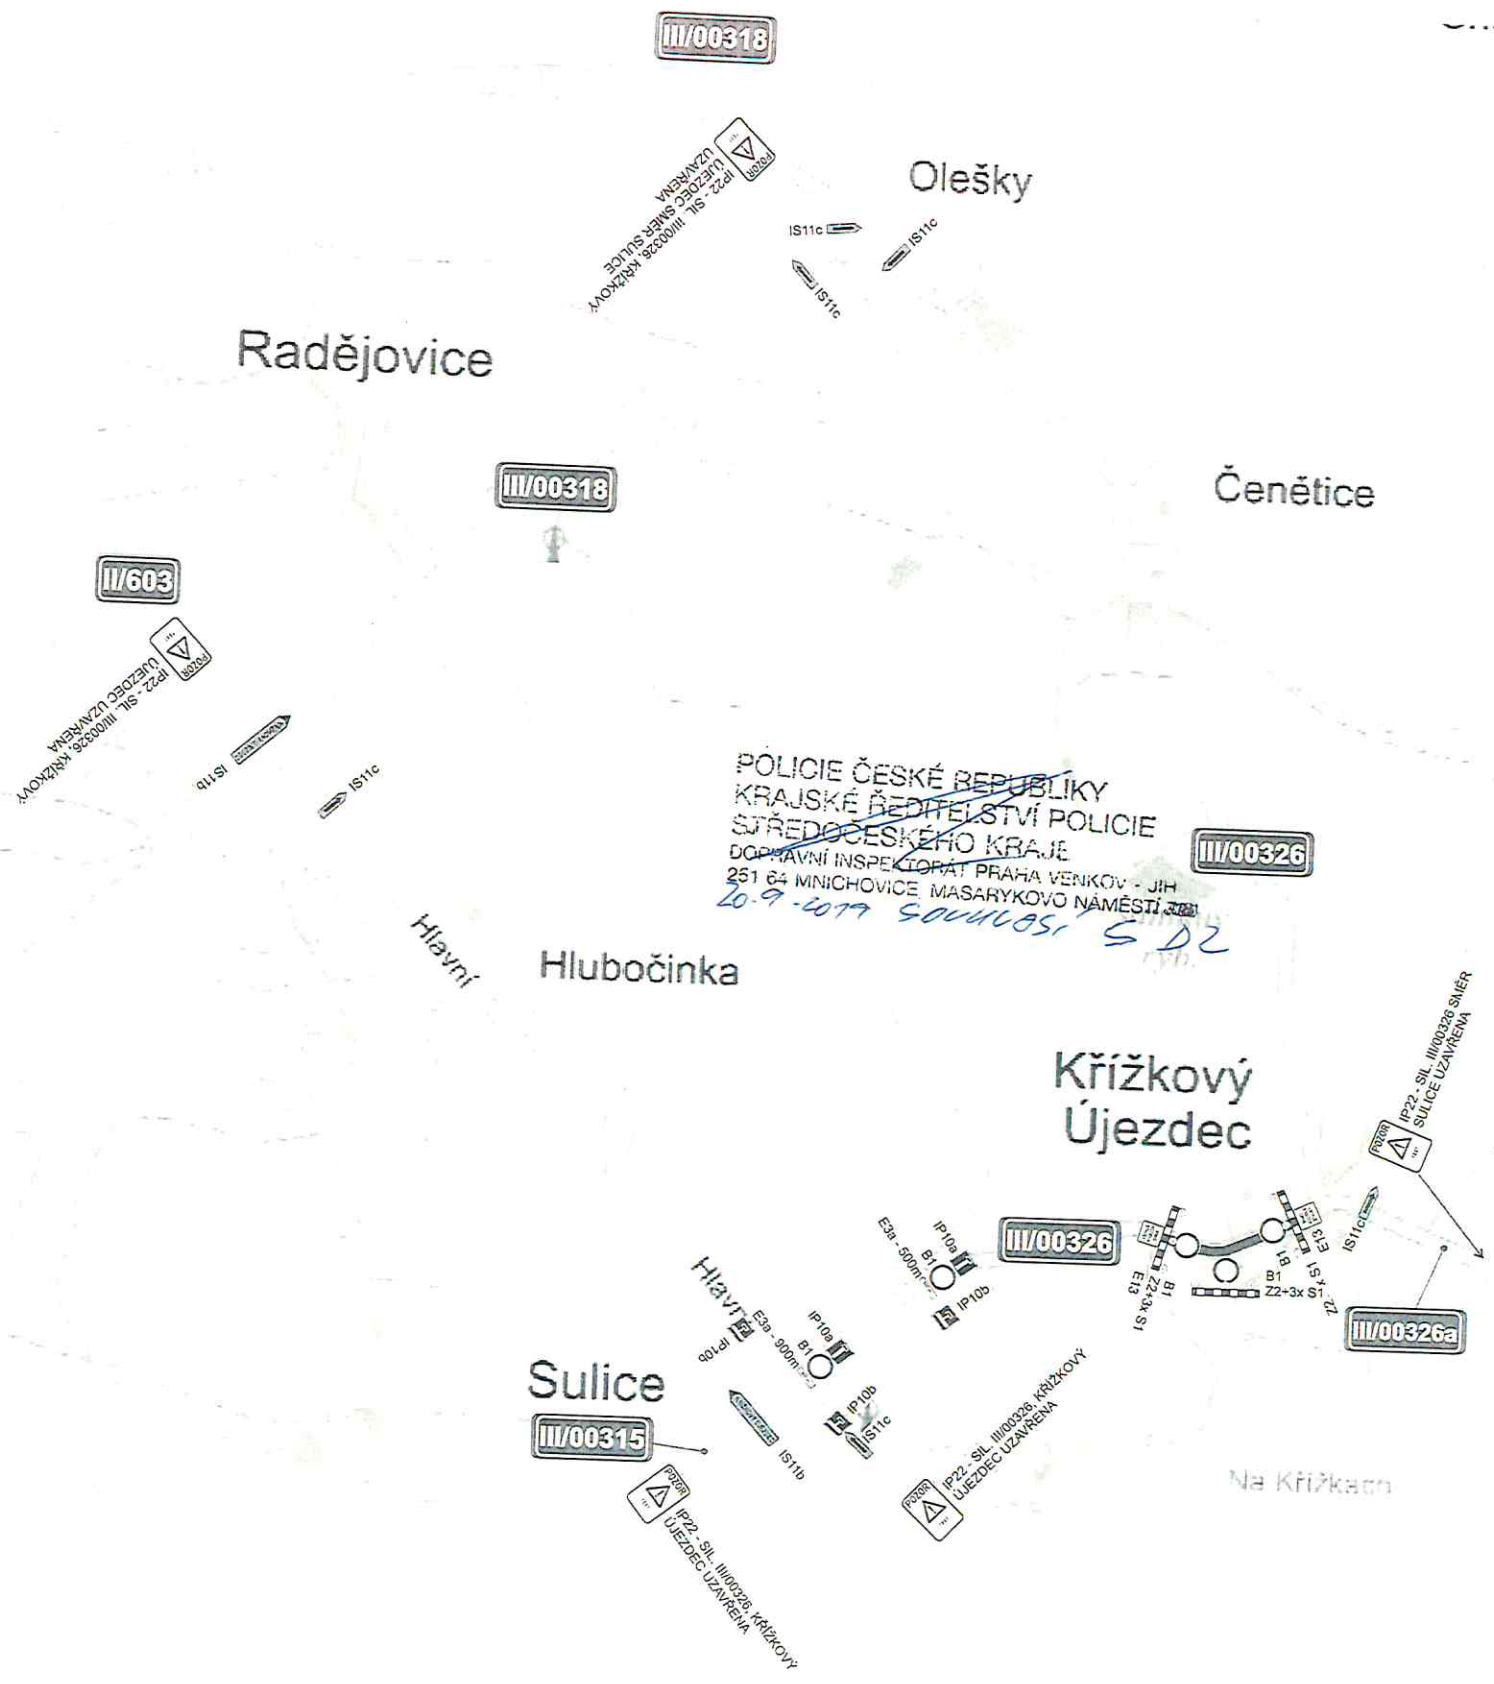 III/00318
POZOR
IP22 - SIL. III/00326, KŘÍŽKOVÝ
ÚJEZDEC SMĚR SULICE
UZAVŘENA
Olešky
IS11c
IS11c
IS11c
Radějovice
III/00318
Čenětice
II/603
POZOR
IP22 - SIL. III/00326, KŘÍŽKOVÝ
ÚJEZDEC UZAVŘENA
IS11b
IS11c
POLICIE ČESKÉ REPUBLIKY
KRAJSKÉ ŘEDITELSTVÍ POLICIE
STŘEDOČESKÉHO KRAJE
DOPRAVNÍ INSPEKTORÁT PRAHA VENKOV - JIH
251 64 MNICHOVICE, MASARYKOVO NÁMĚSTÍ
20.9.2019 SOUHLASÍ S DZ
III/00326
ryb.
Hlavní
Hlubočinka
Křížkový
Újezdec
IP22 - SIL. III/00326 SMĚR
SULICE UZAVŘENA
POZOR
IS11c
III/00326
E13
B1
Z2+3x S1
B1
Z2+3x S1
B1
E13
III/00326a
E3a - 500m
B1
IP10a
IP10b
Hlavní
IP10b
E3a - 900m
B1
IP10a
IP10b
IS11c
Sulice
III/00315
IS11b
POZOR
IP22 - SIL. III/00326, KŘÍŽKOVÝ
ÚJEZDEC UZAVŘENA
POZOR
IP22 - SIL. III/00326, KŘÍŽKOVÝ
ÚJEZDEC UZAVŘENA
Na Křížkách